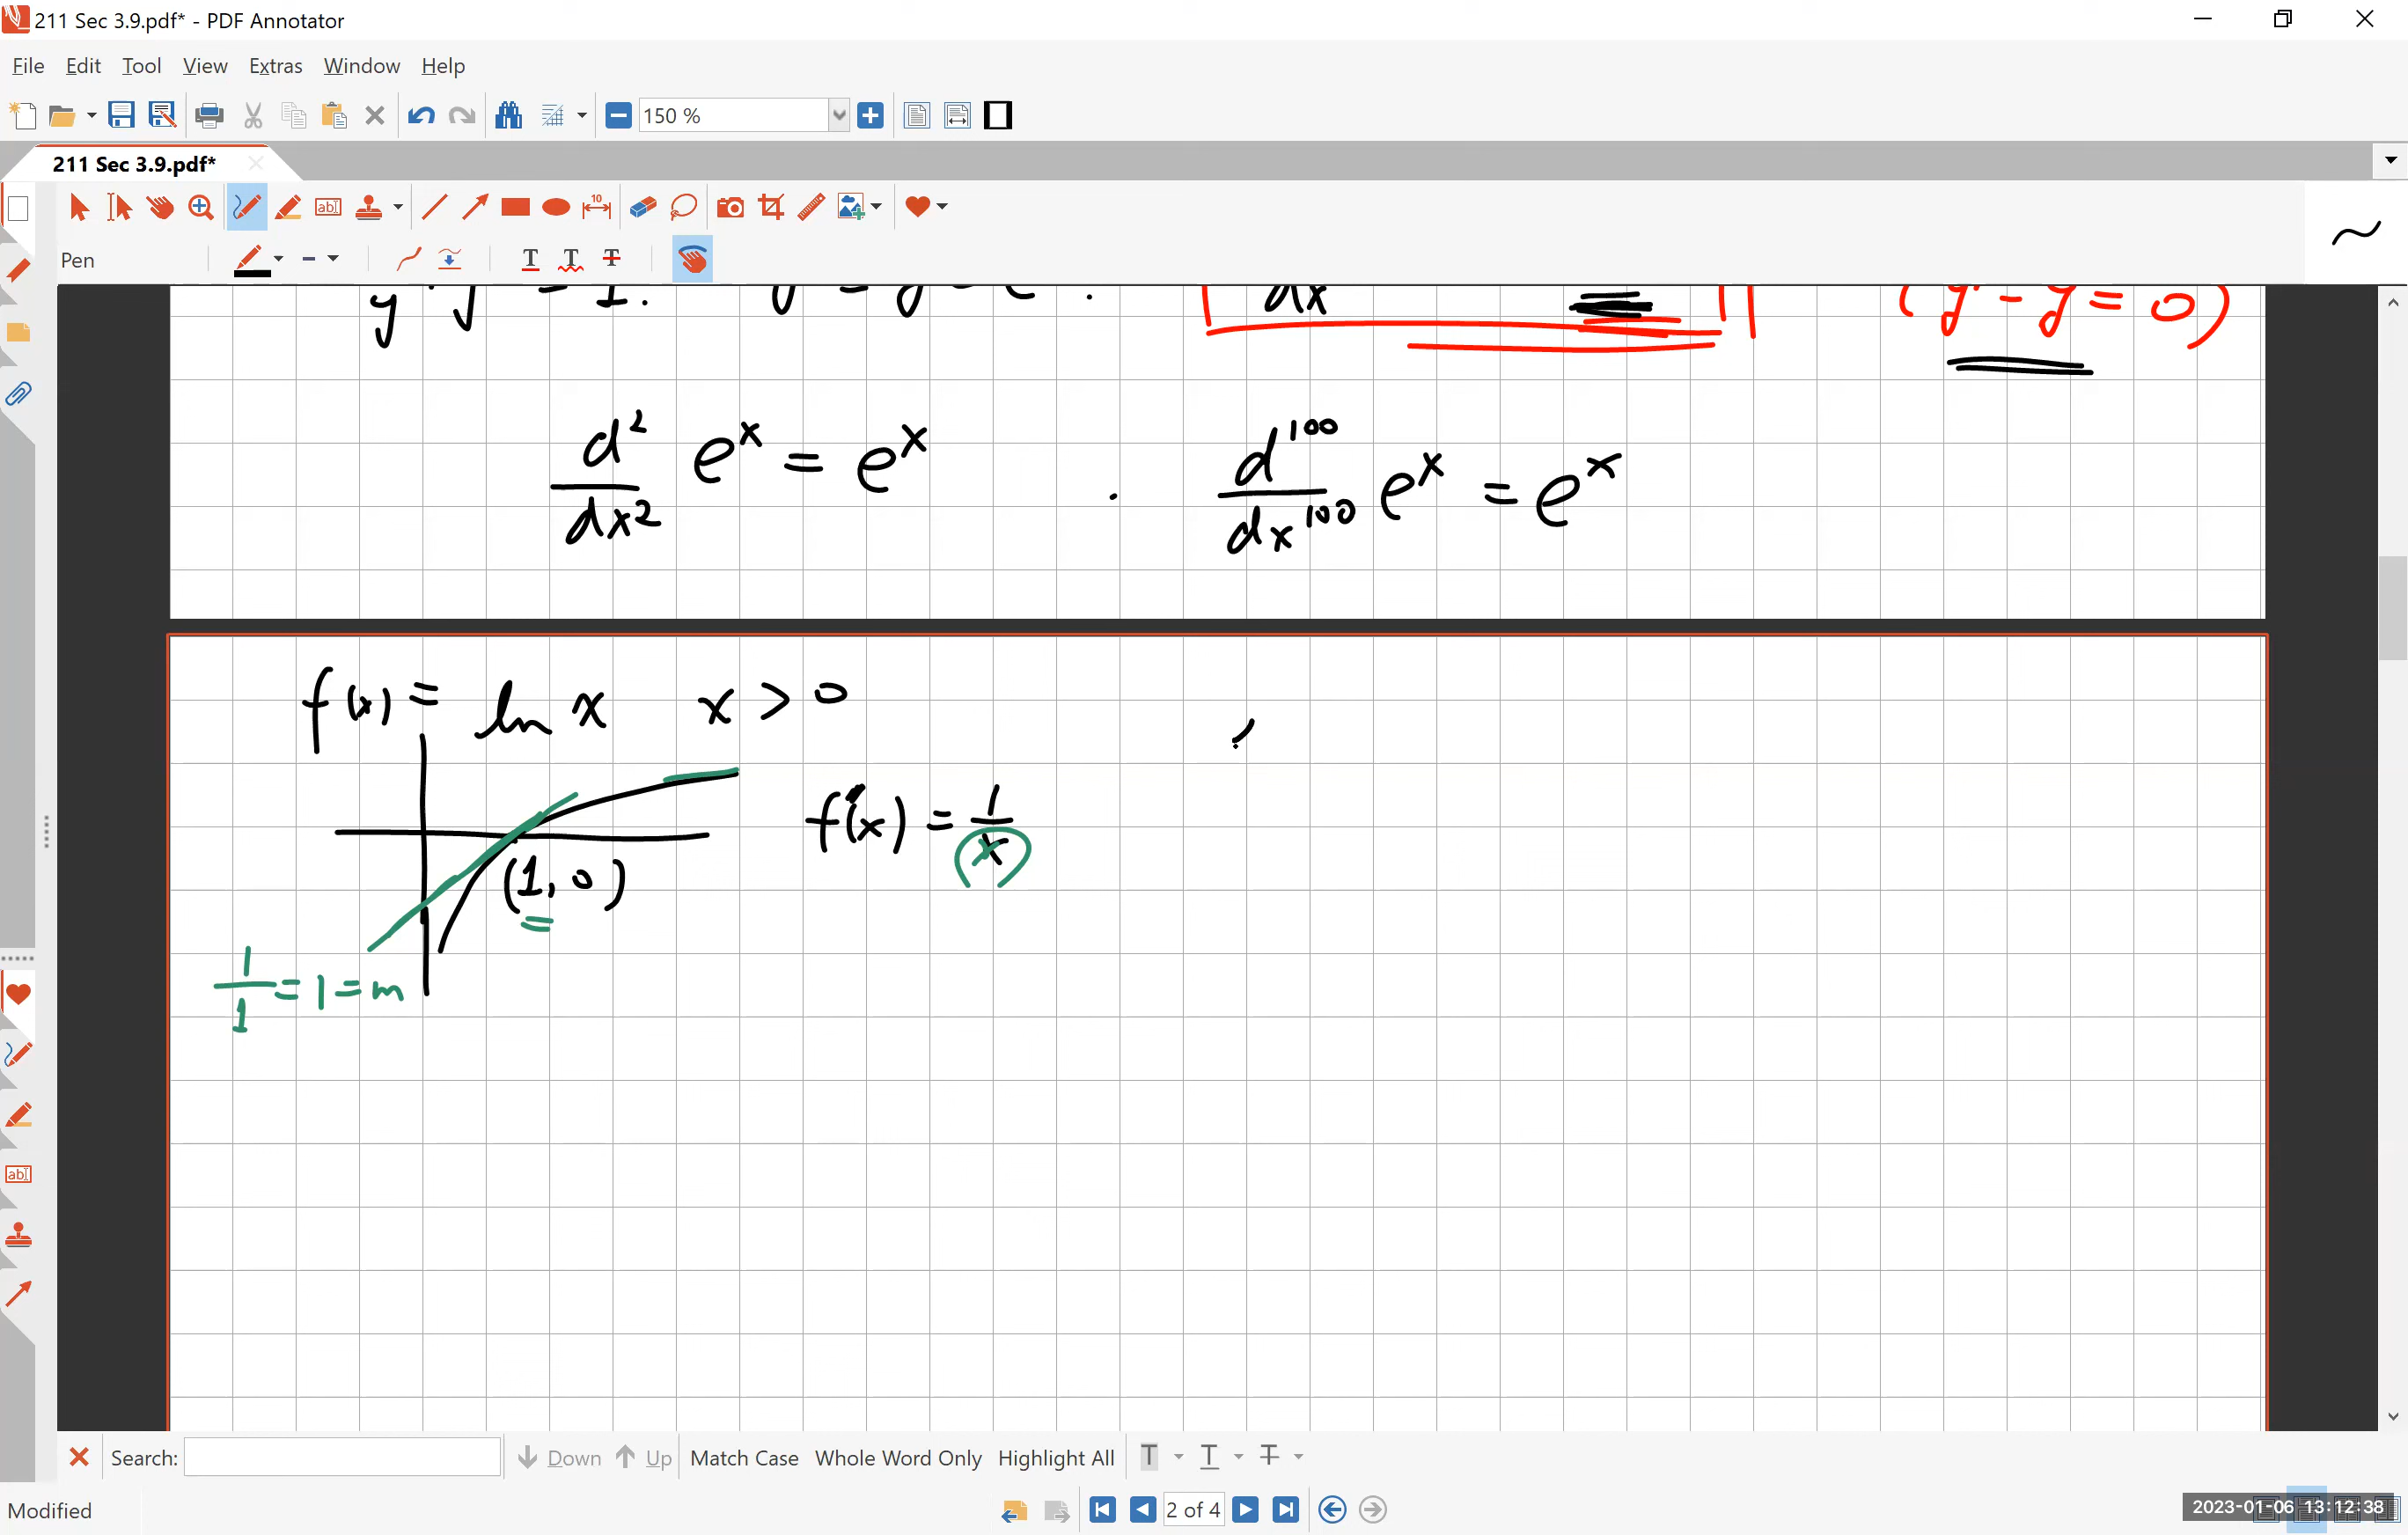 211 Sec 3.9.pdf* - PDF Annotator
File Edit Tool View Extras Window Help
150 %
211 Sec 3.9.pdf*
Pen
dx
(y' - y = 0)
d²/dx² eˣ = eˣ . d¹⁰⁰/dx¹⁰⁰ eˣ = eˣ
f(x) = ln x x > 0
f'(x) = 1/x
(1, 0)
1/1 = 1 = m
Search: Down Up Match Case Whole Word Only Highlight All
Modified
2 of 4
2023-01-06 13:12:38